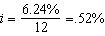 i = 6.24% / 12 = .52%